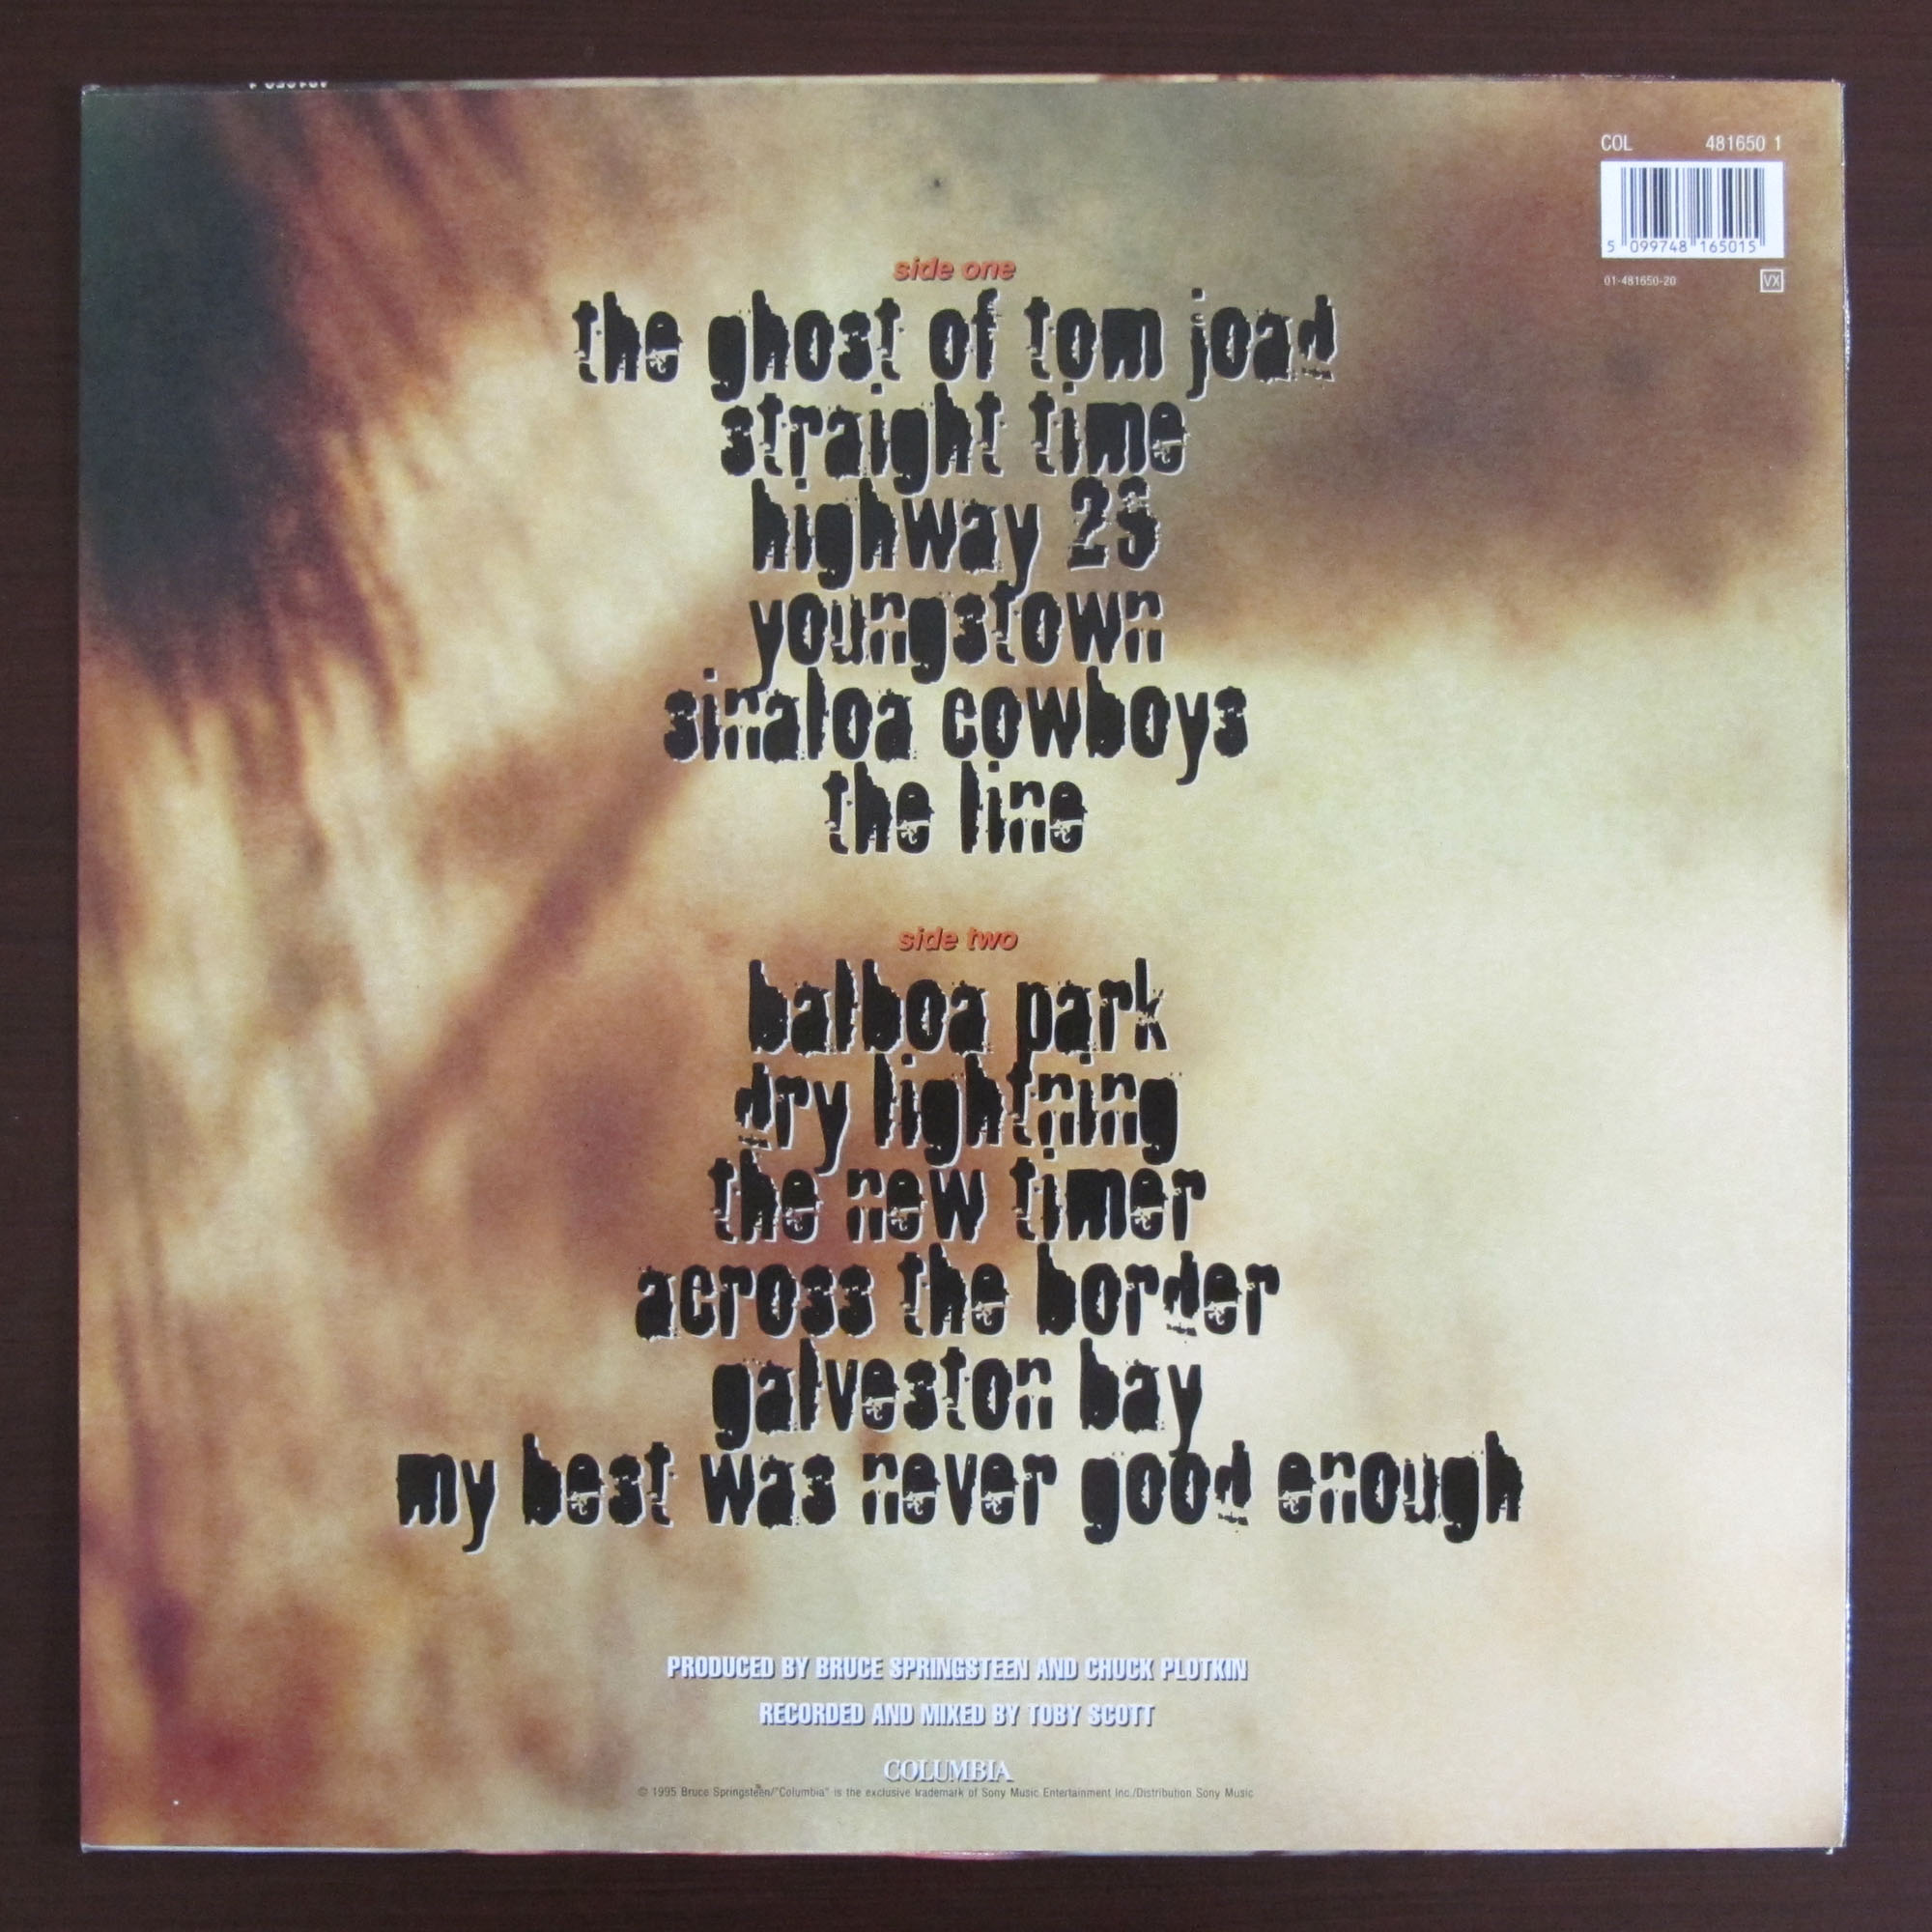 COL 481650 1
5 099748 165015
01-481650-20 VX
side one
the ghost of tom joad
straight time
highway 29
youngstown
sinaloa cowboys
the line
side two
balboa park
dry lightning
the new timer
across the border
galveston bay
my best was never good enough
PRODUCED BY BRUCE SPRINGSTEEN AND CHUCK PLOTKIN
RECORDED AND MIXED BY TOBY SCOTT
COLUMBIA
© 1995 Bruce Springsteen/"Columbia" is the exclusive trademark of Sony Music Entertainment Inc./Distribution Sony Music